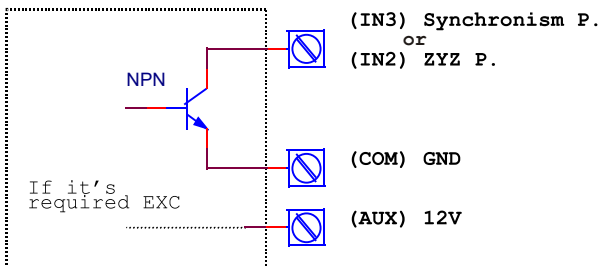 (IN3) Synchronism P.
or
(IN2) ZYZ P.
NPN
(COM) GND
If it's
required EXC
(AUX) 12V